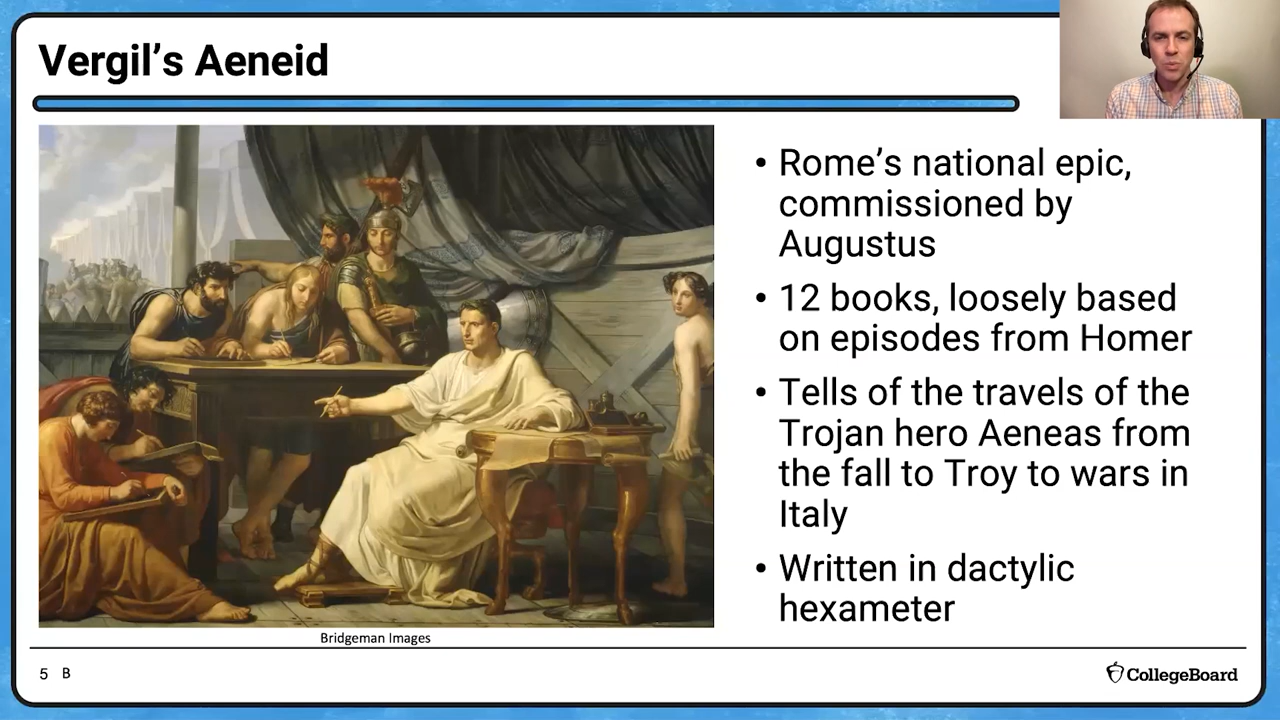 Vergil’s Aeneid
• Rome’s national epic,
commissioned by
Augustus
• 12 books, loosely based
on episodes from Homer
• Tells of the travels of the
Trojan hero Aeneas from
the fall to Troy to wars in
Italy
• Written in dactylic
hexameter
Bridgeman Images
5 B
CollegeBoard